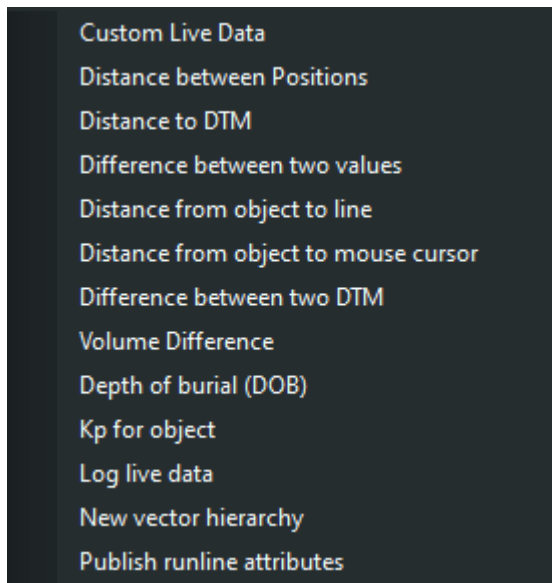 Custom Live Data
Distance between Positions
Distance to DTM
Difference between two values
Distance from object to line
Distance from object to mouse cursor
Difference between two DTM
Volume Difference
Depth of burial (DOB)
Kp for object
Log live data
New vector hierarchy
Publish runline attributes